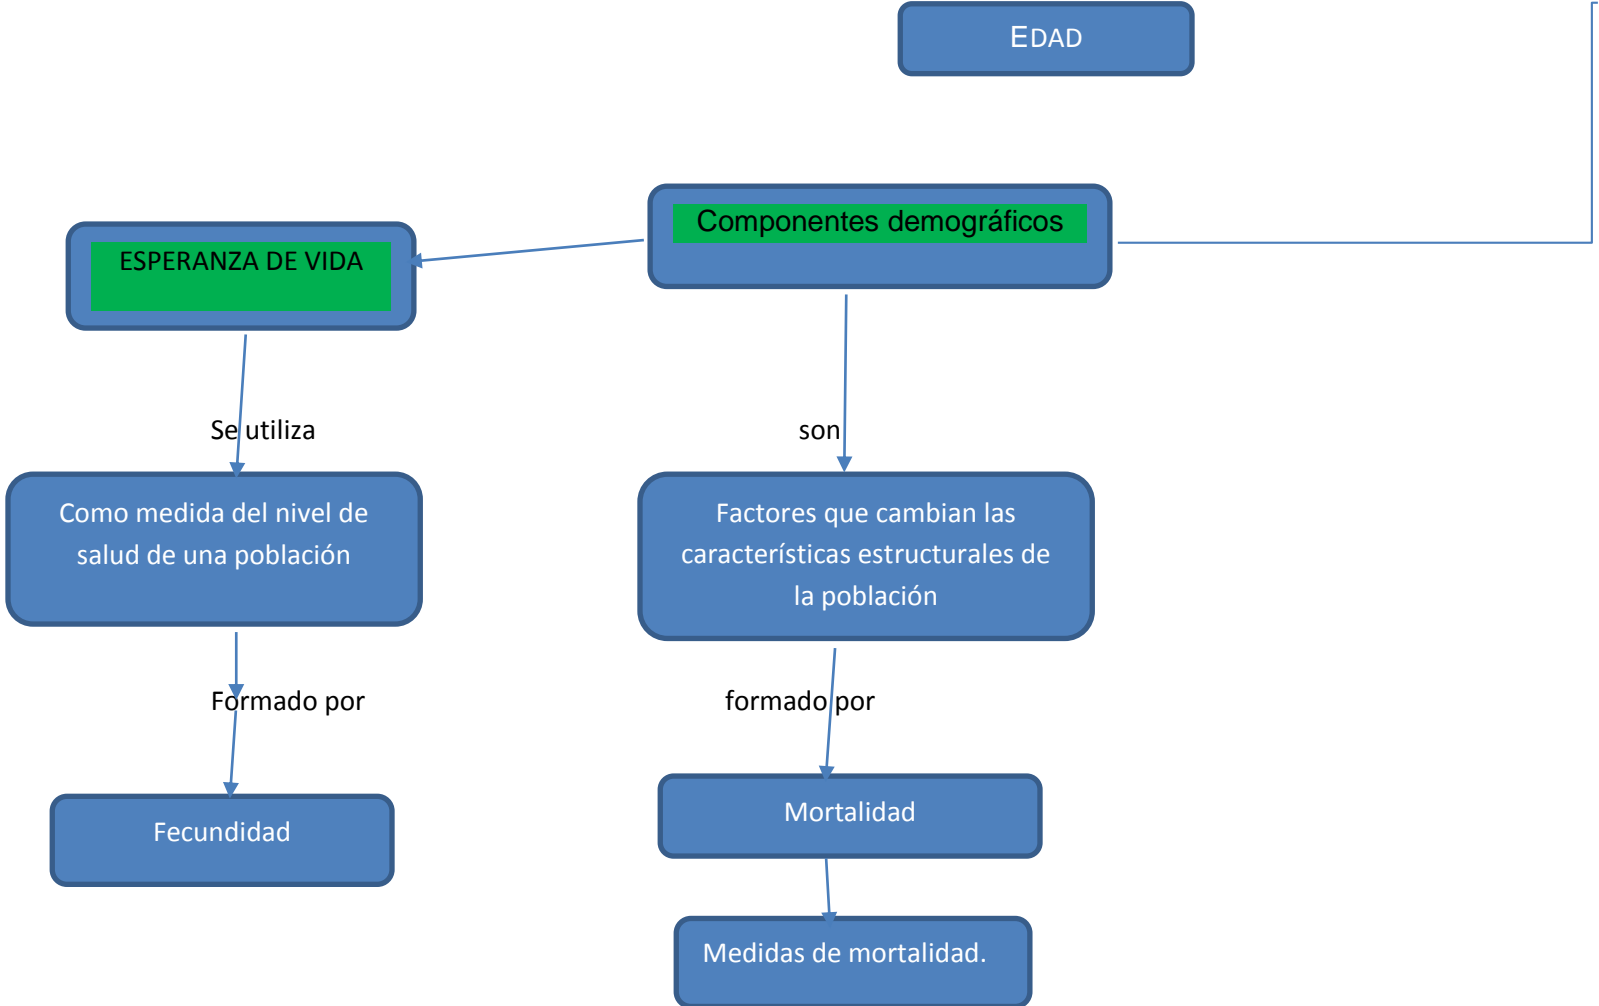 EDAD
Componentes demográficos
ESPERANZA DE VIDA
Se utiliza
son
Como medida del nivel de
salud de una población
Factores que cambian las
características estructurales de
la población
Formado por
formado por
Fecundidad
Mortalidad
Medidas de mortalidad.